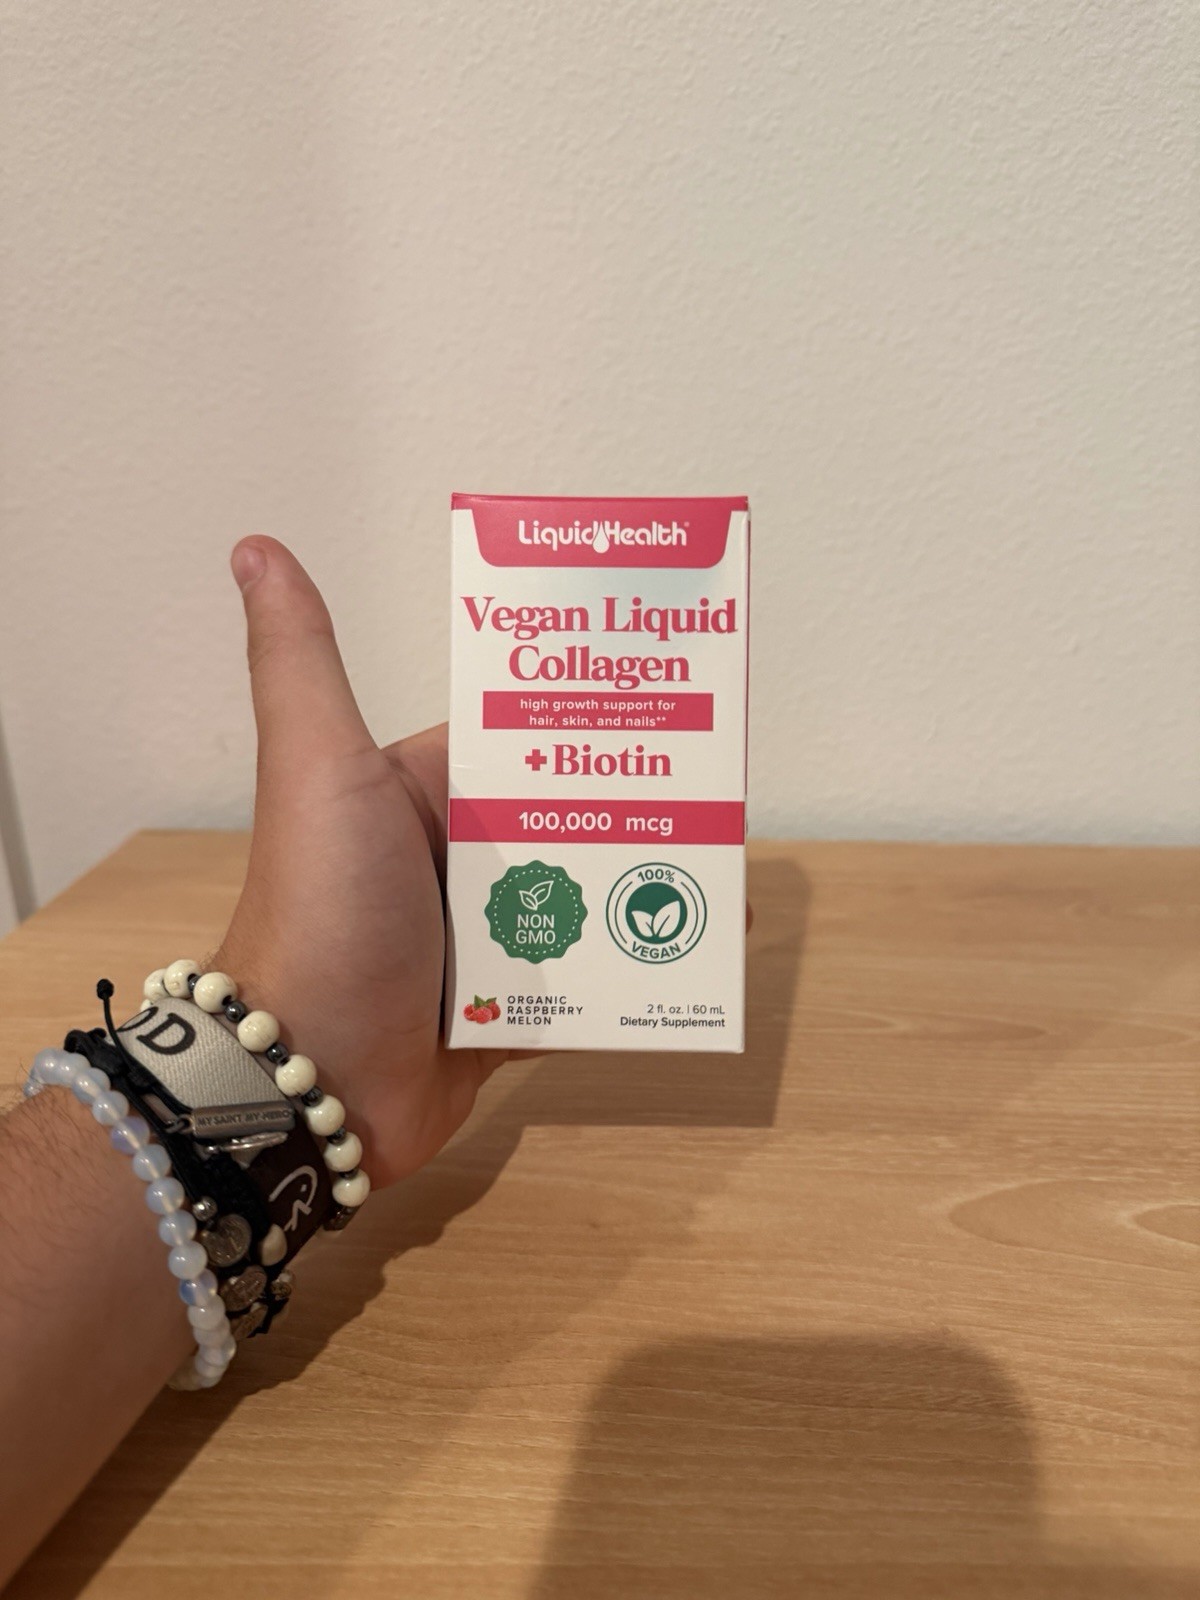 LiquidHealth®
Vegan Liquid
Collagen
high growth support for
hair, skin, and nails**
+Biotin
100,000 mcg
NON
GMO
100%
VEGAN
ORGANIC
RASPBERRY
MELON
2 fl. oz. | 60 mL
Dietary Supplement
D
MY SAINT MY HERO